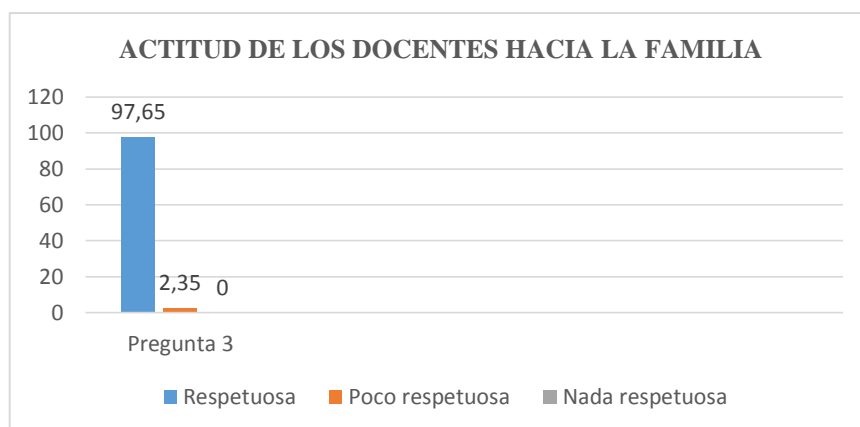 ACTITUD DE LOS DOCENTES HACIA LA FAMILIA
120
100
80
60
40
20
0
97,65
2,35
0
Pregunta 3
Respetuosa
Poco respetuosa
Nada respetuosa